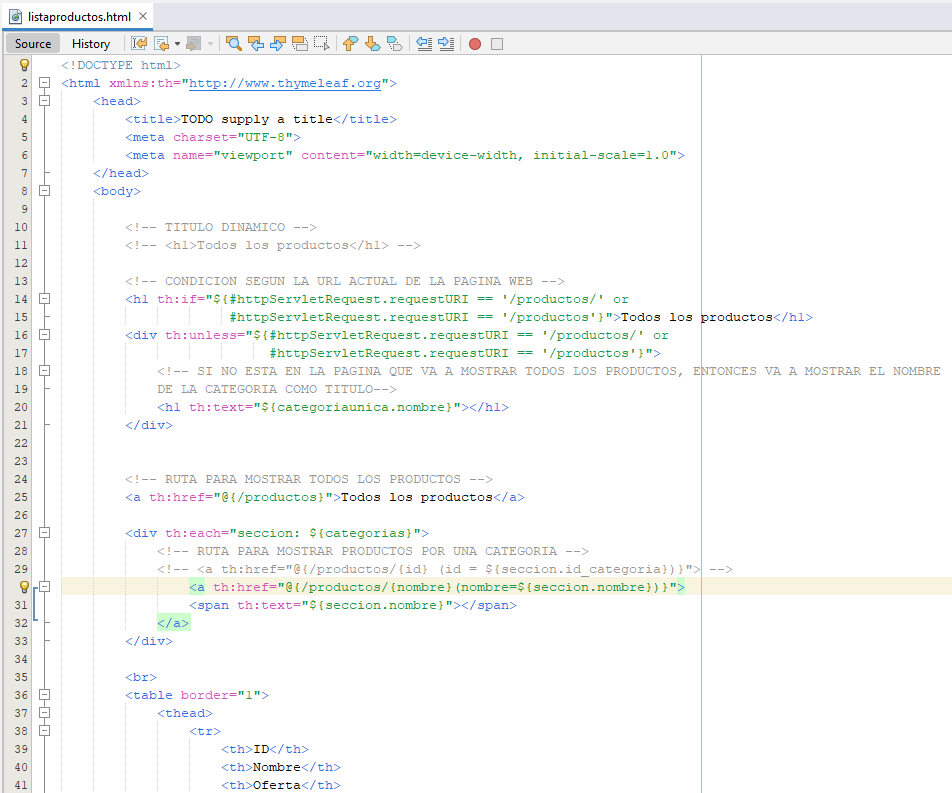 listaproductos.html
Source History
<!DOCTYPE html>
2 <html xmlns:th="http://www.thymeleaf.org">
3 <head>
4 <title>TODO supply a title</title>
5 <meta charset="UTF-8">
6 <meta name="viewport" content="width=device-width, initial-scale=1.0">
7 </head>
8 <body>
9
10 <!-- TITULO DINAMICO -->
11 <!-- <h1>Todos los productos</h1> -->
12
13 <!-- CONDICION SEGUN LA URL ACTUAL DE LA PAGINA WEB -->
14 <h1 th:if="${#httpServletRequest.requestURI == '/productos/' or
15 #httpServletRequest.requestURI == '/productos'}">Todos los productos</h1>
16 <div th:unless="${#httpServletRequest.requestURI == '/productos/' or
17 #httpServletRequest.requestURI == '/productos'}">
18 <!-- SI NO ESTA EN LA PAGINA QUE VA A MOSTRAR TODOS LOS PRODUCTOS, ENTONCES VA A MOSTRAR EL NOMBRE
19 DE LA CATEGORIA COMO TITULO-->
20 <h1 th:text="${categoriaunica.nombre}"></h1>
21 </div>
22
23
24 <!-- RUTA PARA MOSTRAR TODOS LOS PRODUCTOS -->
25 <a th:href="@{/productos}">Todos los productos</a>
26
27 <div th:each="seccion: ${categorias}">
28 <!-- RUTA PARA MOSTRAR PRODUCTOS POR UNA CATEGORIA -->
29 <!-- <a th:href="@{/productos/{id} (id = ${seccion.id_categoria})}"> -->
<a th:href="@{/productos/{nombre}(nombre=${seccion.nombre})}">
31 <span th:text="${seccion.nombre}"></span>
32 </a>
33 </div>
34
35 <br>
36 <table border="1">
37 <thead>
38 <tr>
39 <th>ID</th>
40 <th>Nombre</th>
41 <th>Oferta</th>